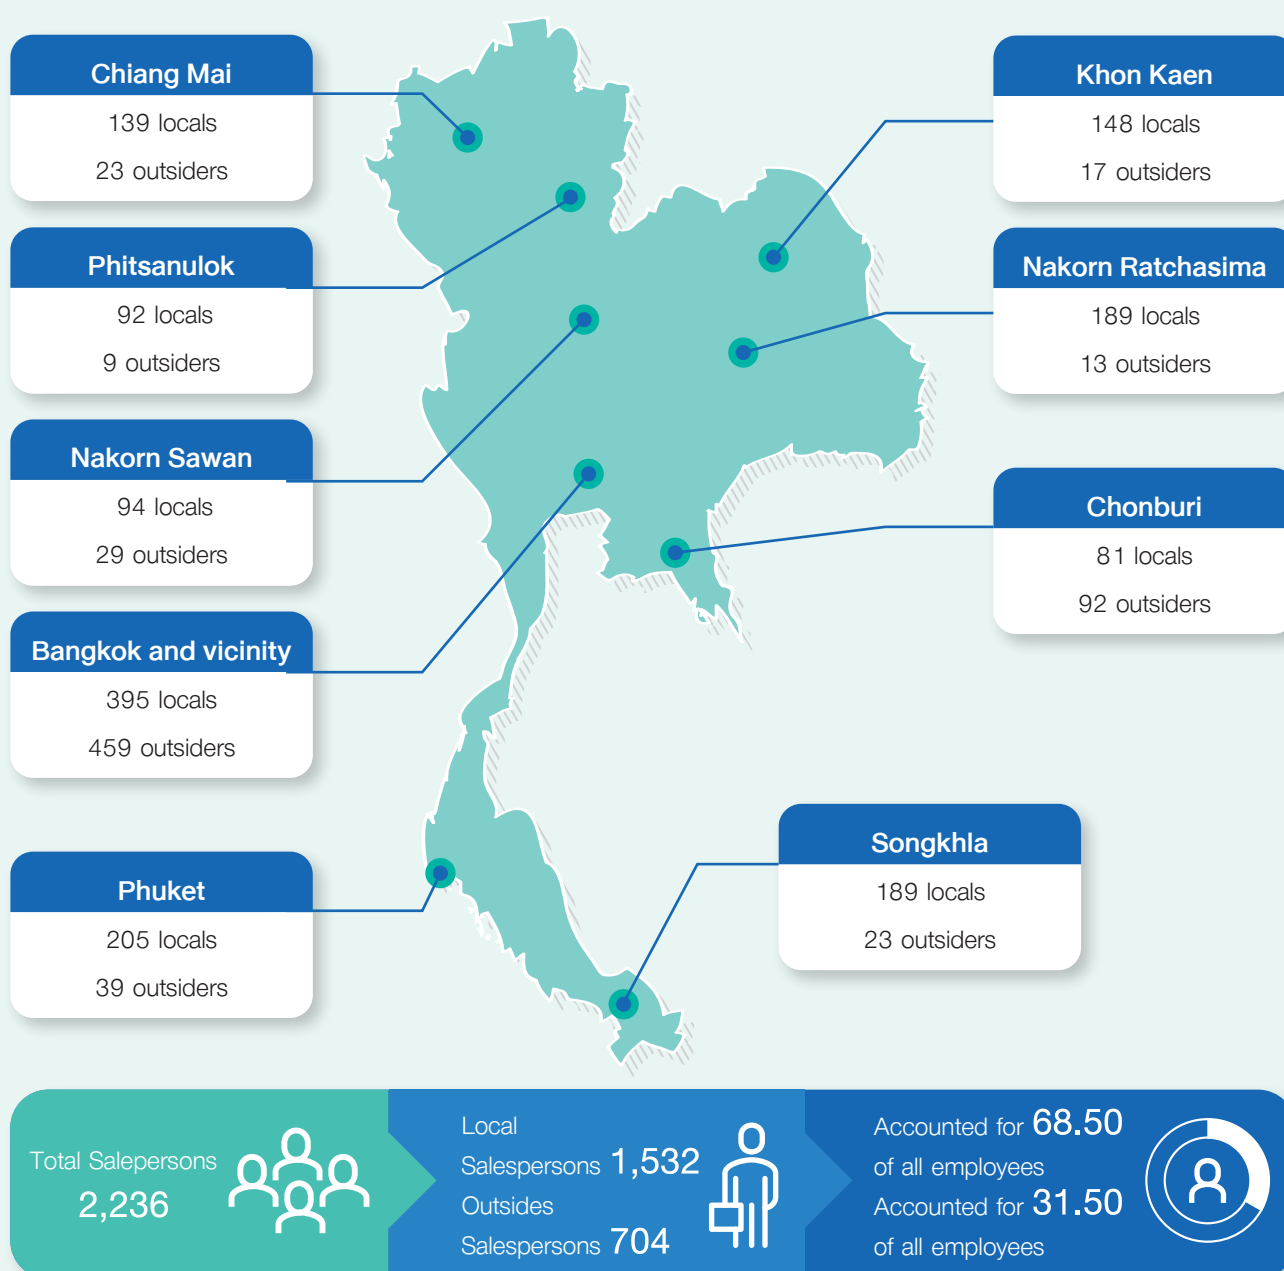 Chiang Mai
139 locals
23 outsiders
Phitsanulok
92 locals
9 outsiders
Nakorn Sawan
94 locals
29 outsiders
Bangkok and vicinity
395 locals
459 outsiders
Phuket
205 locals
39 outsiders
Khon Kaen
148 locals
17 outsiders
Nakorn Ratchasima
189 locals
13 outsiders
Chonburi
81 locals
92 outsiders
Songkhla
189 locals
23 outsiders
Total Salepersons
2,236
Local
Salespersons 1,532
Outsides
Salespersons 704
Accounted for 68.50
of all employees
Accounted for 31.50
of all employees